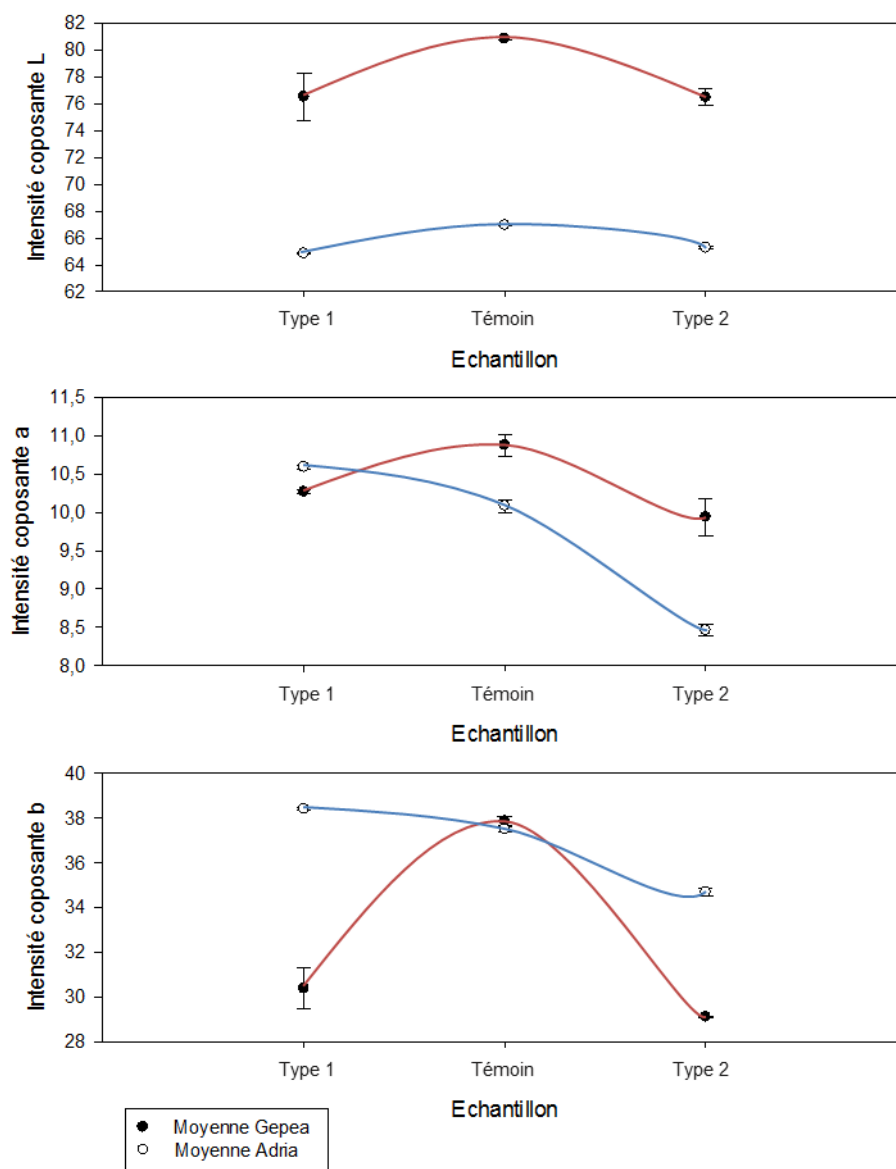 Intensité coposante L
82
80
78
76
74
72
70
68
66
64
62
Type 1 Témoin Type 2
Echantillon
Intensité coposante a
11,5
11,0
10,5
10,0
9,5
9,0
8,5
8,0
Type 1 Témoin Type 2
Echantillon
Intensité coposante b
40
38
36
34
32
30
28
Type 1 Témoin Type 2
Echantillon
Moyenne Gepea
Moyenne Adria